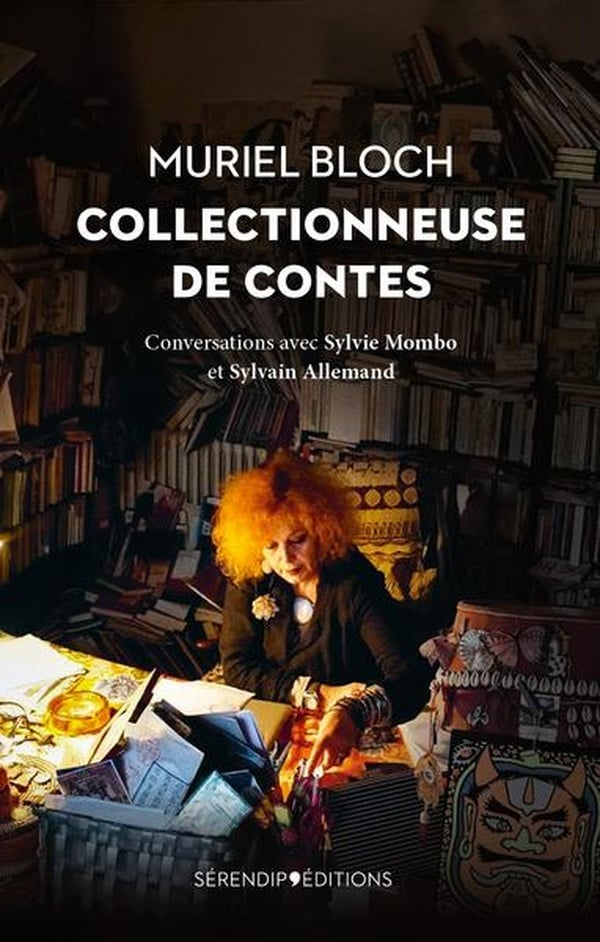 MURIEL BLOCH
COLLECTIONNEUSE
DE CONTES
Conversations avec Sylvie Mombo
et Sylvain Allemand
SÉRENDIP❜ÉDITIONS